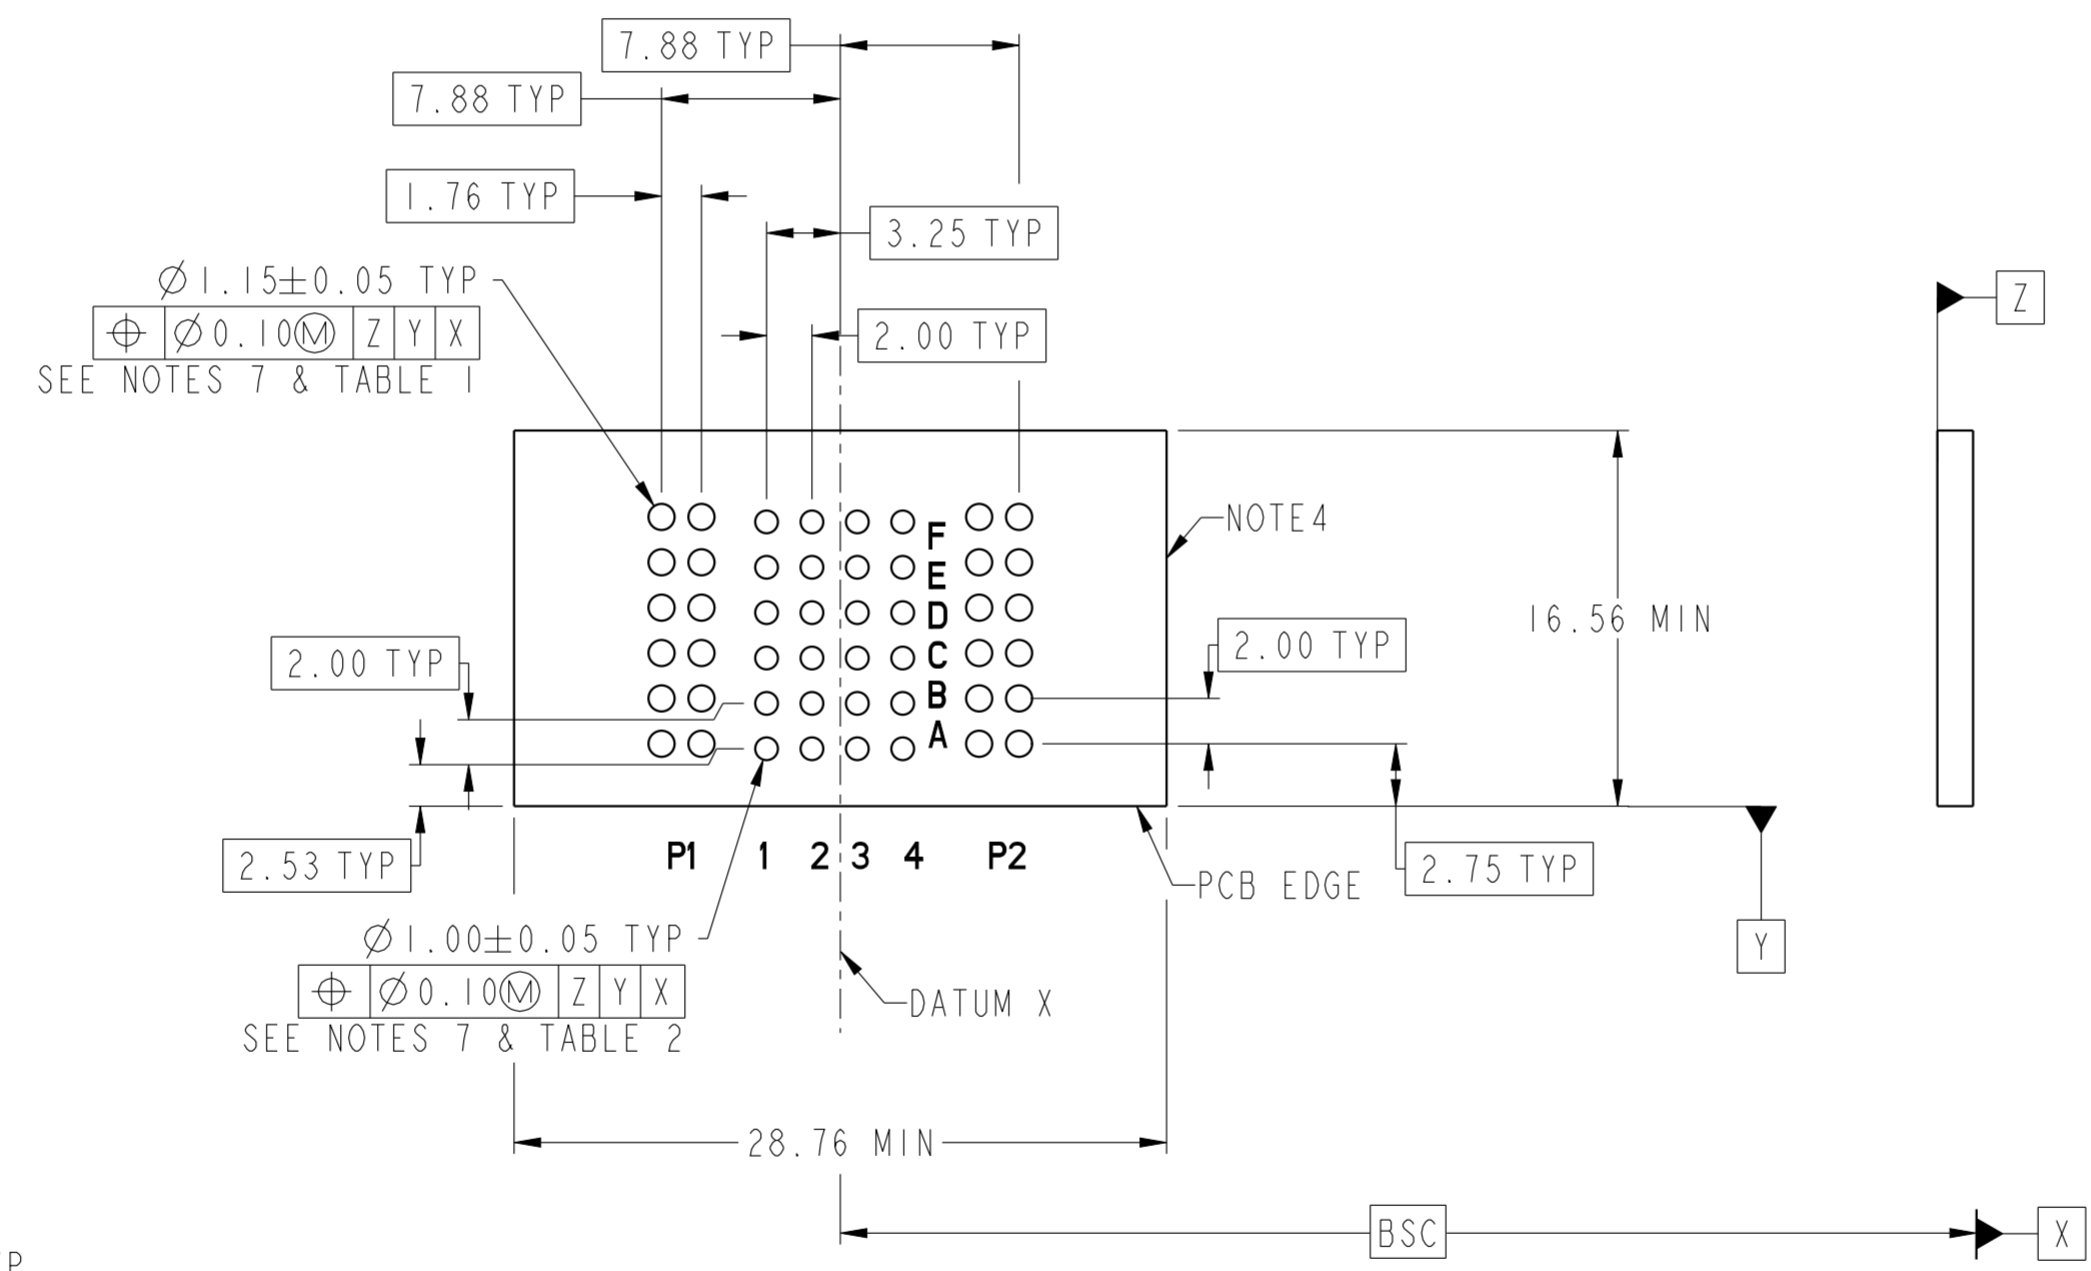 7.88 TYP
7.88 TYP
1.76 TYP
3.25 TYP
Ø1.15±0.05 TYP
⌖ Ø0.10Ⓜ Z Y X
SEE NOTES 7 & TABLE 1
2.00 TYP
Z
NOTE4
F
E
D
C
B
A
16.56 MIN
2.00 TYP
2.00 TYP
2.53 TYP
P1 1 2 3 4 P2
PCB EDGE
2.75 TYP
Y
Ø1.00±0.05 TYP
⌖ Ø0.10Ⓜ Z Y X
SEE NOTES 7 & TABLE 2
DATUM X
28.76 MIN
BSC
X